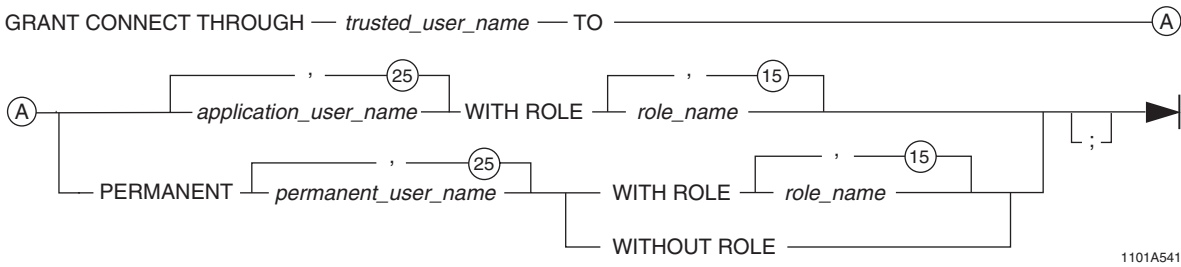 GRANT CONNECT THROUGH trusted_user_name TO A
, 25 , 15
A application_user_name WITH ROLE role_name
;
, 25 , 15
PERMANENT permanent_user_name WITH ROLE role_name
WITHOUT ROLE
1101A541